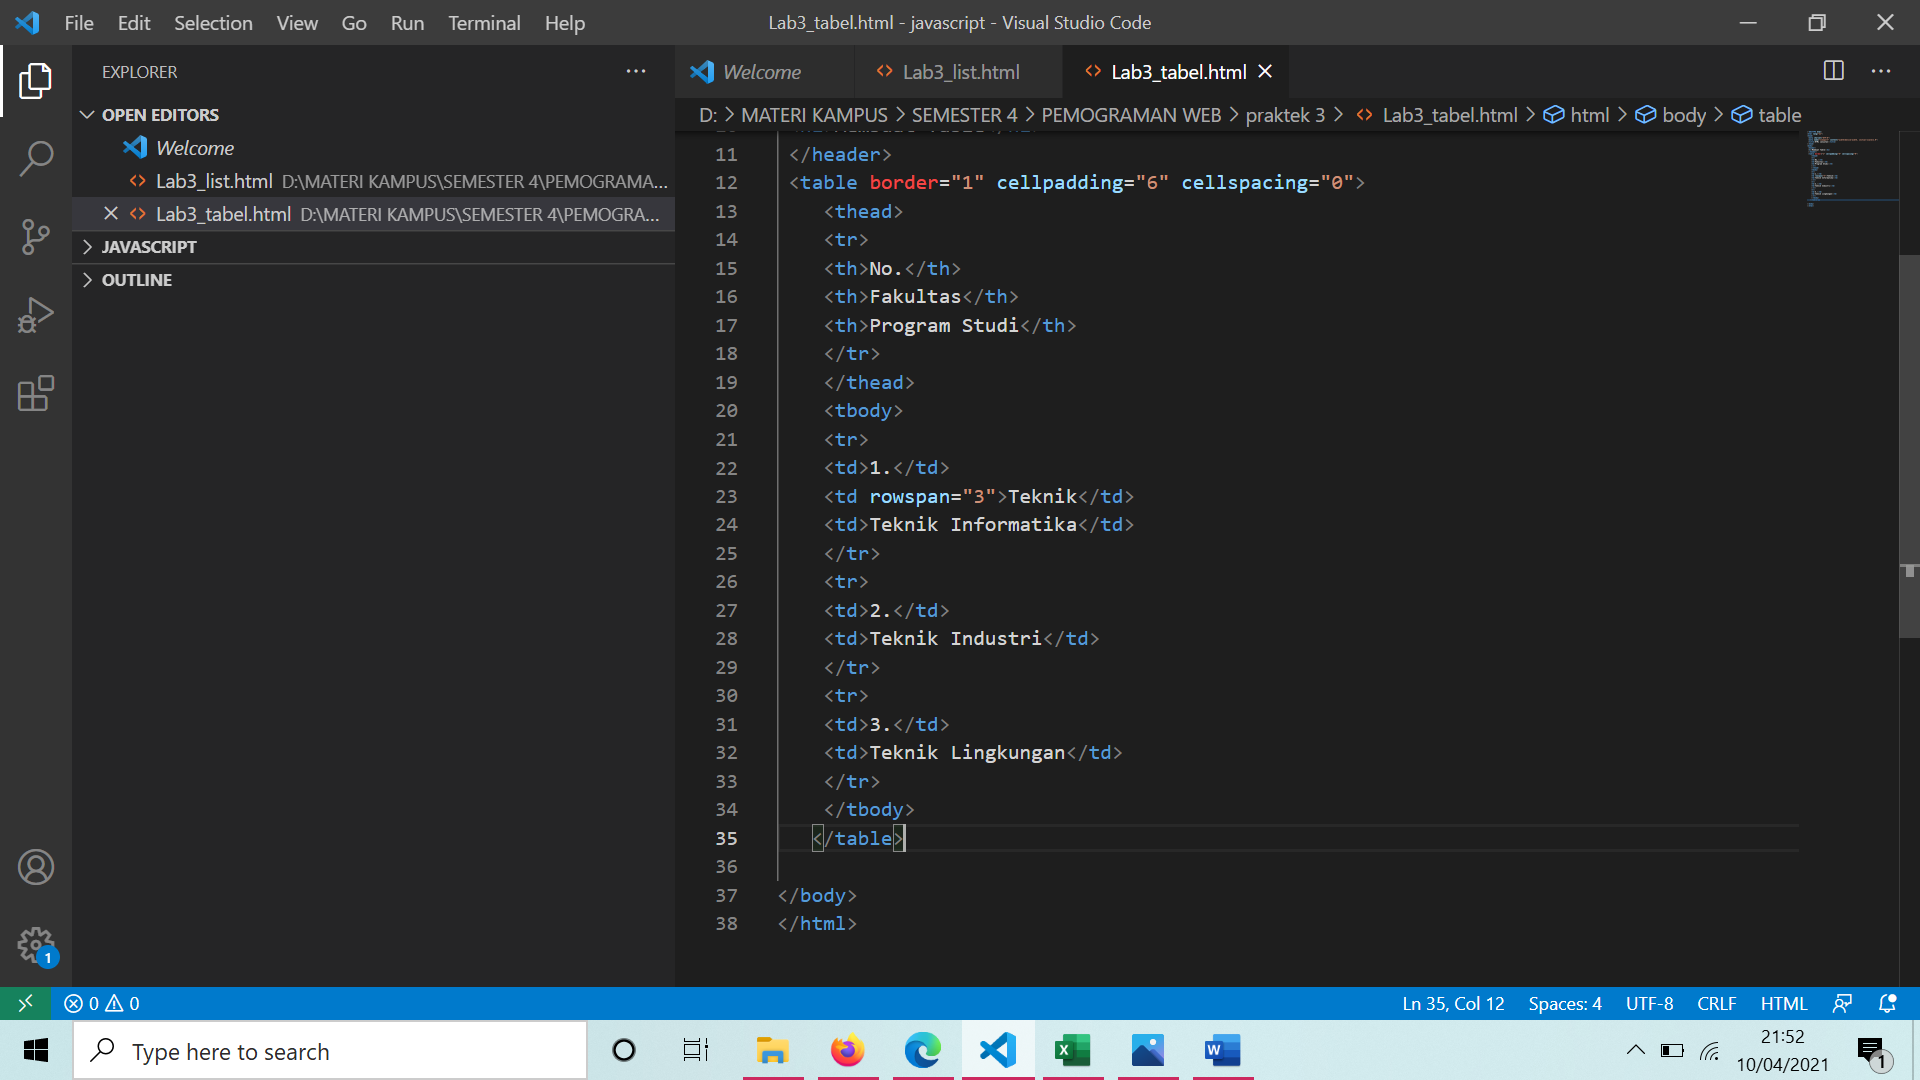 File Edit Selection View Go Run Terminal Help
Lab3_tabel.html - javascript - Visual Studio Code
EXPLORER
OPEN EDITORS
Welcome
Lab3_list.html D:\MATERI KAMPUS\SEMESTER 4\PEMOGRAMA...
Lab3_tabel.html D:\MATERI KAMPUS\SEMESTER 4\PEMOGRA...
JAVASCRIPT
OUTLINE
Welcome Lab3_list.html Lab3_tabel.html
D: > MATERI KAMPUS > SEMESTER 4 > PEMOGRAMAN WEB > praktek 3 > Lab3_tabel.html > html > body > table
11 </header>
12 <table border="1" cellpadding="6" cellspacing="0">
13 <thead>
14 <tr>
15 <th>No.</th>
16 <th>Fakultas</th>
17 <th>Program Studi</th>
18 </tr>
19 </thead>
20 <tbody>
21 <tr>
22 <td>1.</td>
23 <td rowspan="3">Teknik</td>
24 <td>Teknik Informatika</td>
25 </tr>
26 <tr>
27 <td>2.</td>
28 <td>Teknik Industri</td>
29 </tr>
30 <tr>
31 <td>3.</td>
32 <td>Teknik Lingkungan</td>
33 </tr>
34 </tbody>
35 </table>
36
37 </body>
38 </html>
1
0 0
Ln 35, Col 12 Spaces: 4 UTF-8 CRLF HTML
Type here to search
21:52
10/04/2021
1